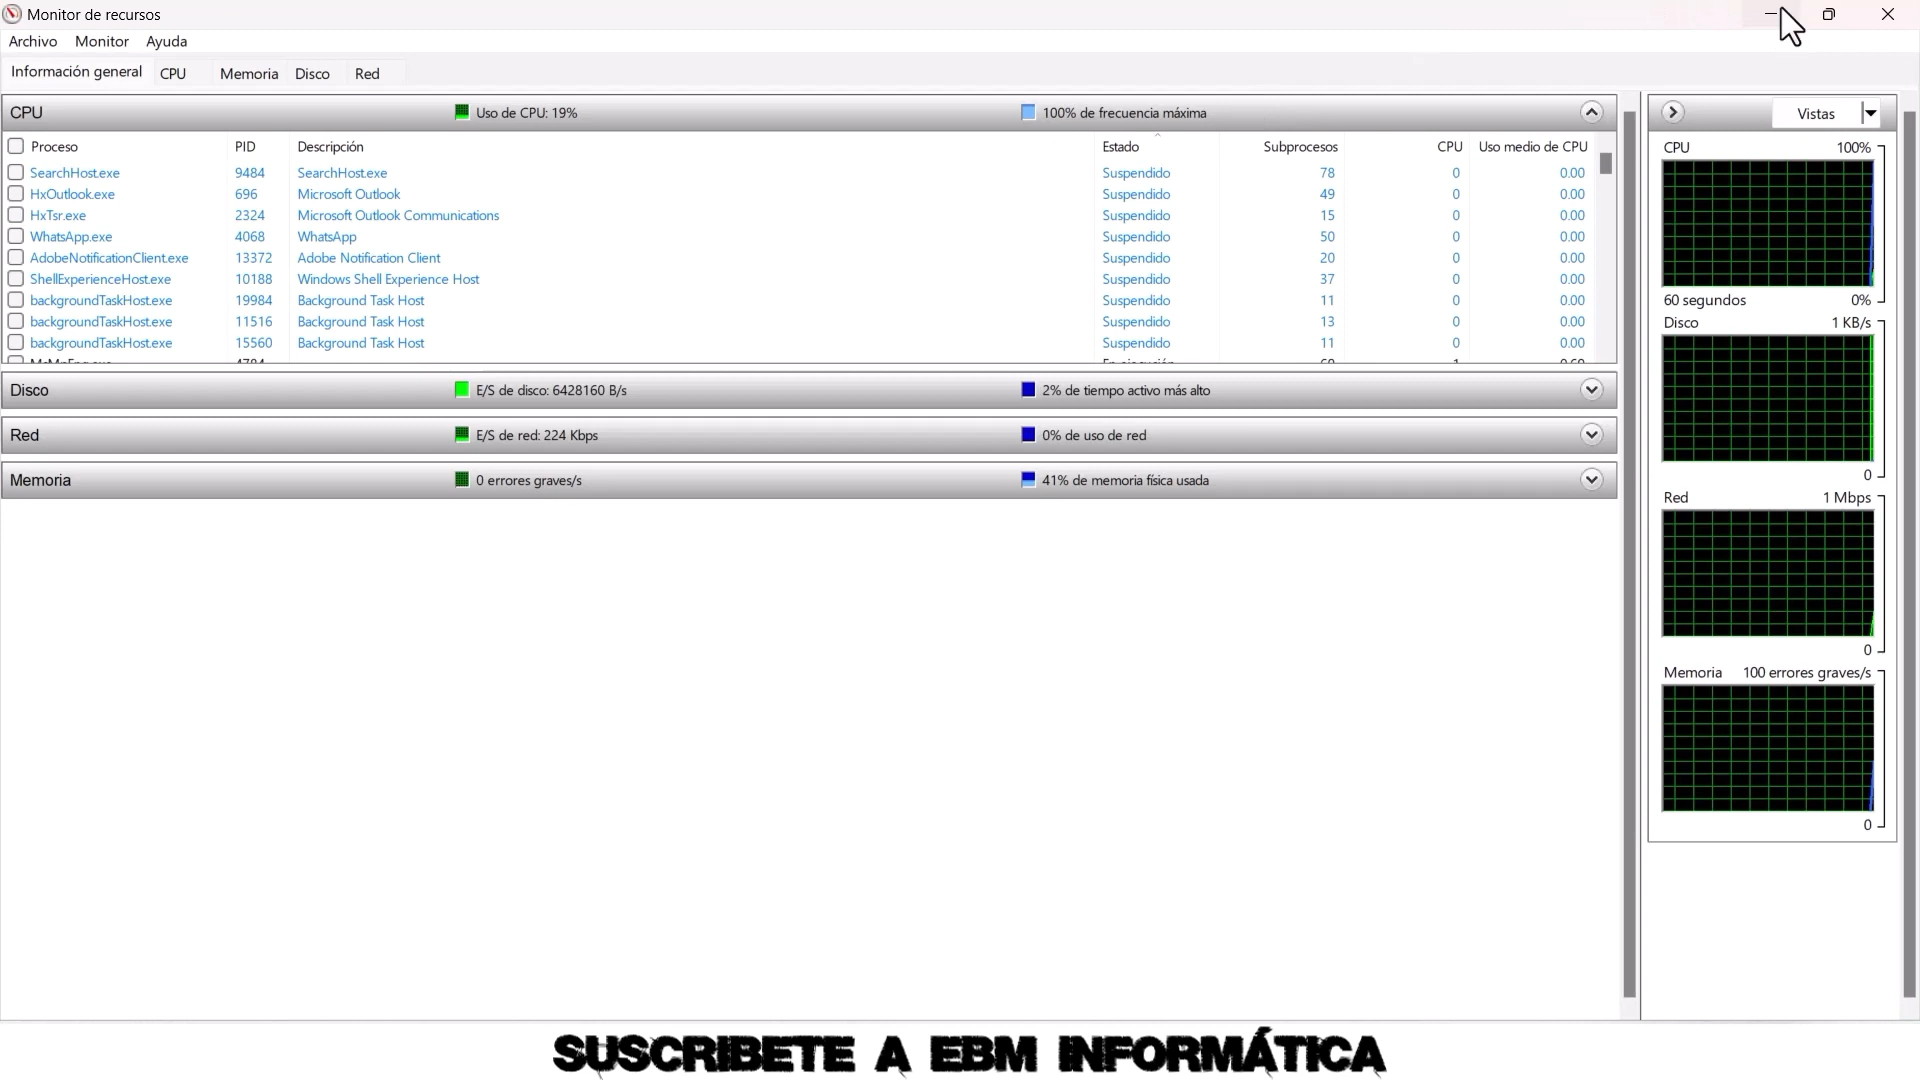 Monitor de recursos
Archivo Monitor Ayuda
Información general CPU Memoria Disco Red
CPU Uso de CPU: 19% 100% de frecuencia máxima
Proceso PID Descripción Estado Subprocesos CPU Uso medio de CPU
SearchHost.exe 9484 SearchHost.exe Suspendido 78 0 0.00
HxOutlook.exe 696 Microsoft Outlook Suspendido 49 0 0.00
HxTsr.exe 2324 Microsoft Outlook Communications Suspendido 15 0 0.00
WhatsApp.exe 4068 WhatsApp Suspendido 50 0 0.00
AdobeNotificationClient.exe 13372 Adobe Notification Client Suspendido 20 0 0.00
ShellExperienceHost.exe 10188 Windows Shell Experience Host Suspendido 37 0 0.00
backgroundTaskHost.exe 19984 Background Task Host Suspendido 11 0 0.00
backgroundTaskHost.exe 11516 Background Task Host Suspendido 13 0 0.00
backgroundTaskHost.exe 15560 Background Task Host Suspendido 11 0 0.00
Disco E/S de disco: 6428160 B/s 2% de tiempo activo más alto
Red E/S de red: 224 Kbps 0% de uso de red
Memoria 0 errores graves/s 41% de memoria física usada
Vistas
CPU 100%
60 segundos 0%
Disco 1 KB/s
0
Red 1 Mbps
0
Memoria 100 errores graves/s
0
SUSCRIBETE A EBM INFORMÁTICA